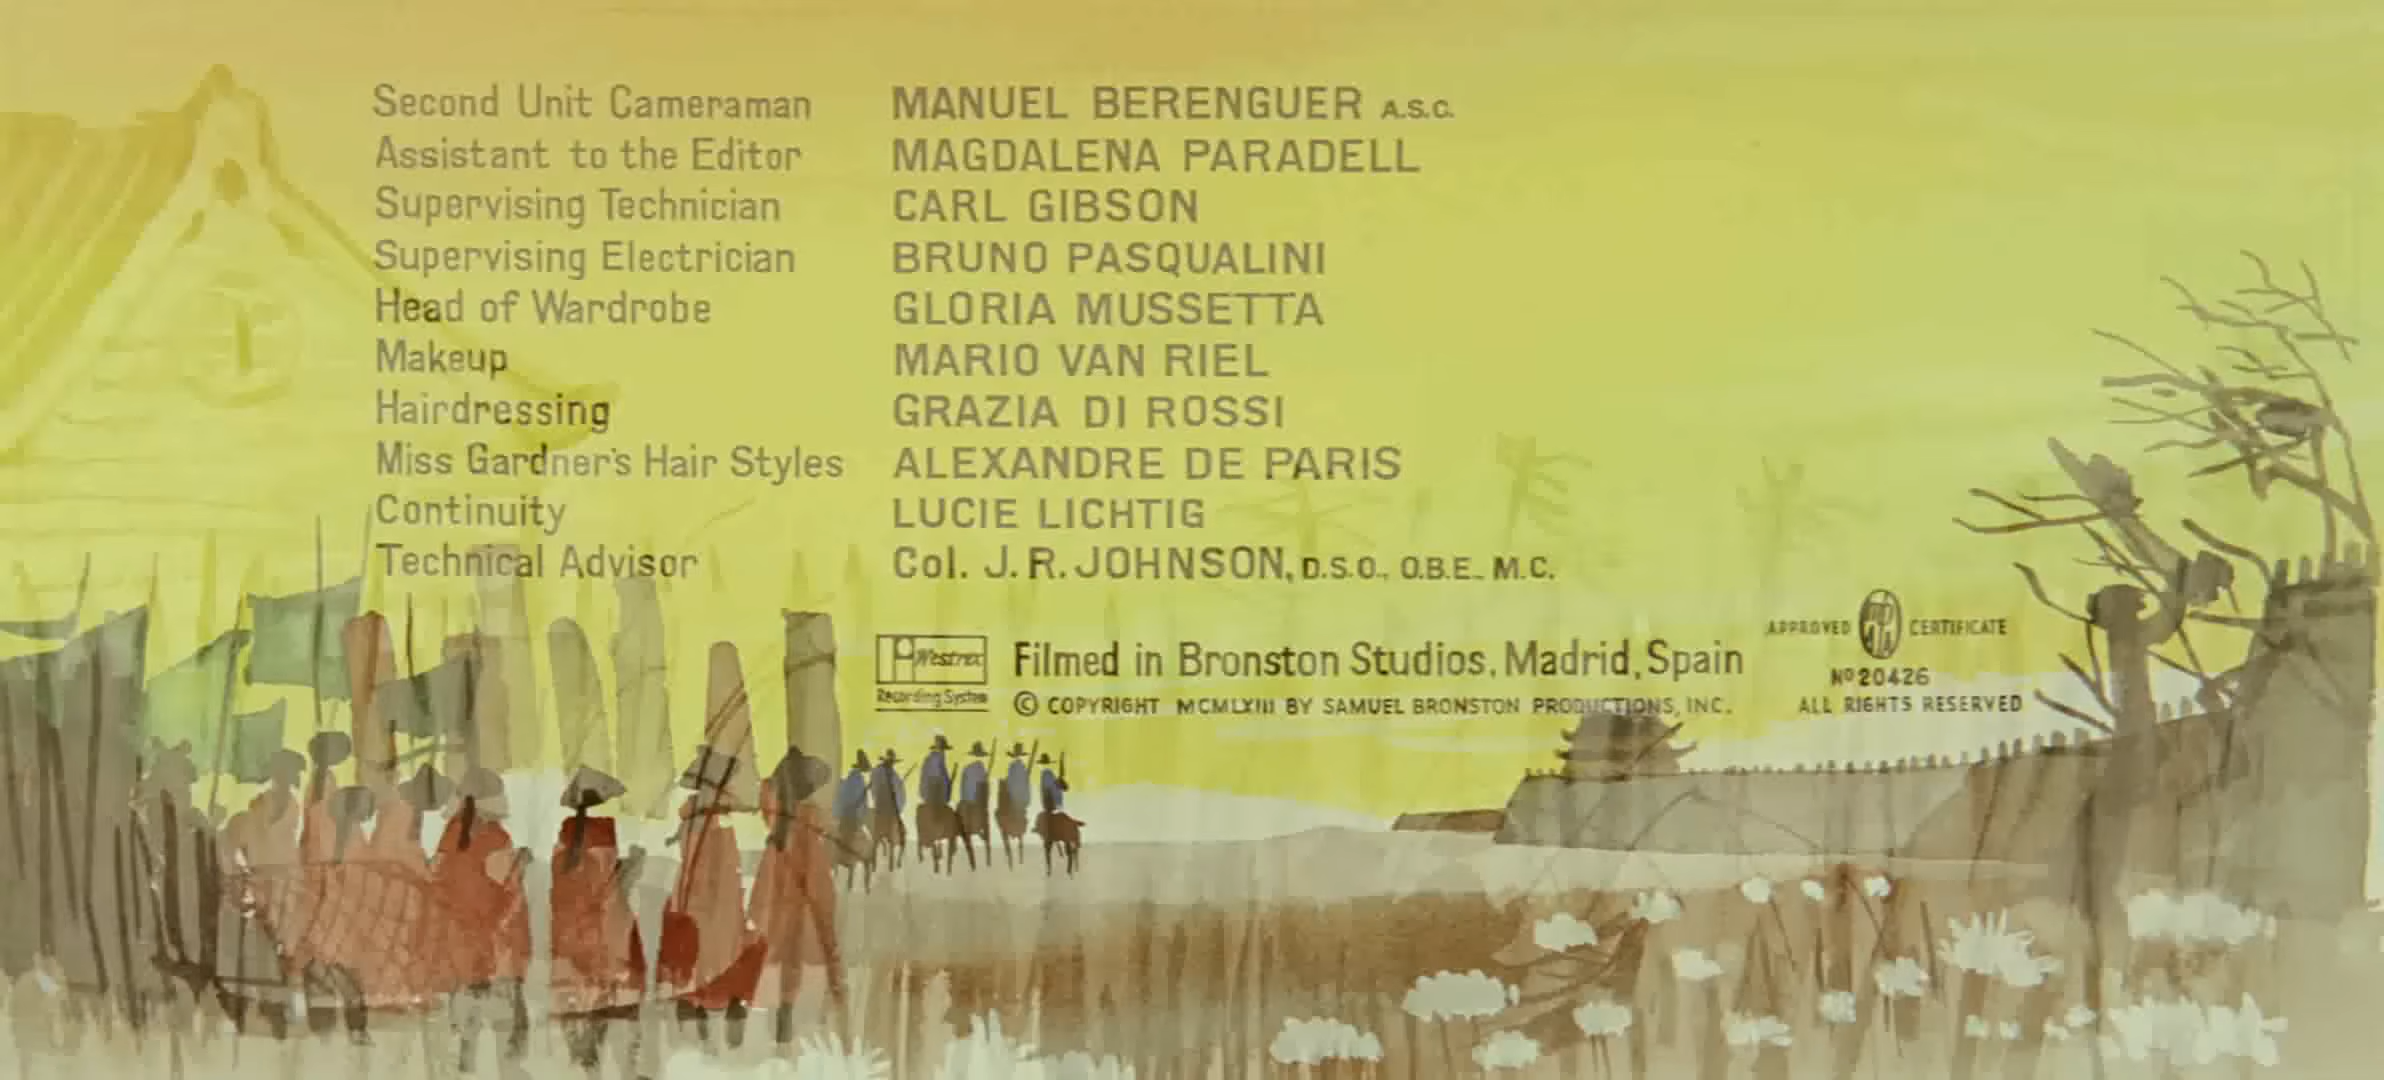 Second Unit Cameraman MANUEL BERENGUER A.S.C.
Assistant to the Editor MAGDALENA PARADELL
Supervising Technician CARL GIBSON
Supervising Electrician BRUNO PASQUALINI
Head of Wardrobe GLORIA MUSSETTA
Makeup MARIO VAN RIEL
Hairdressing GRAZIA DI ROSSI
Miss Gardner's Hair Styles ALEXANDRE DE PARIS
Continuity LUCIE LICHTIG
Technical Advisor Col. J. R. JOHNSON, D.S.O., O.B.E., M.C.
Westrex
Recording System
Filmed in Bronston Studios, Madrid, Spain
© COPYRIGHT MCMLXIII BY SAMUEL BRONSTON PRODUCTIONS, INC.
APPROVED CERTIFICATE
Nº 20426
ALL RIGHTS RESERVED